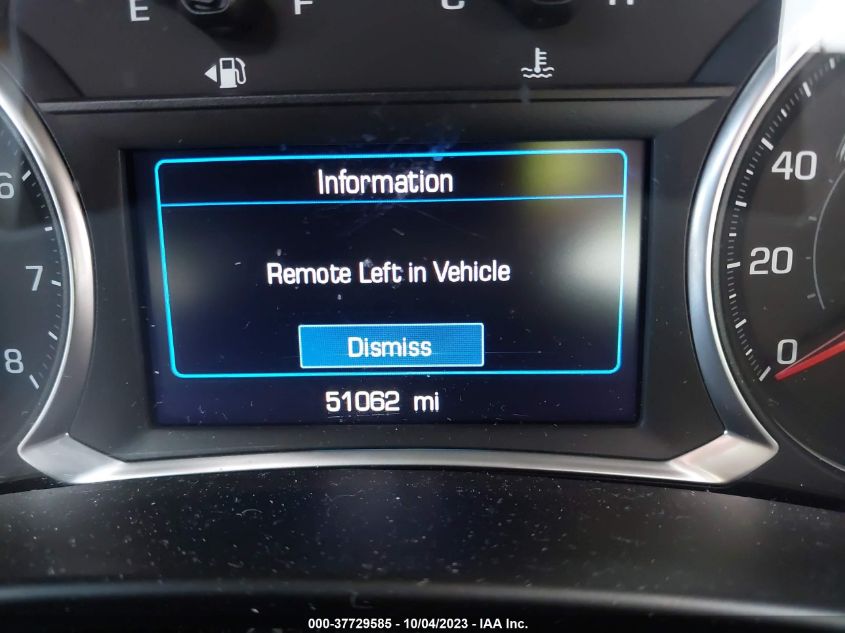 E F C H
6
7
8
Information
Remote Left in Vehicle
Dismiss
51062 mi
40
20
0
000-37729585 - 10/04/2023 - IAA Inc.